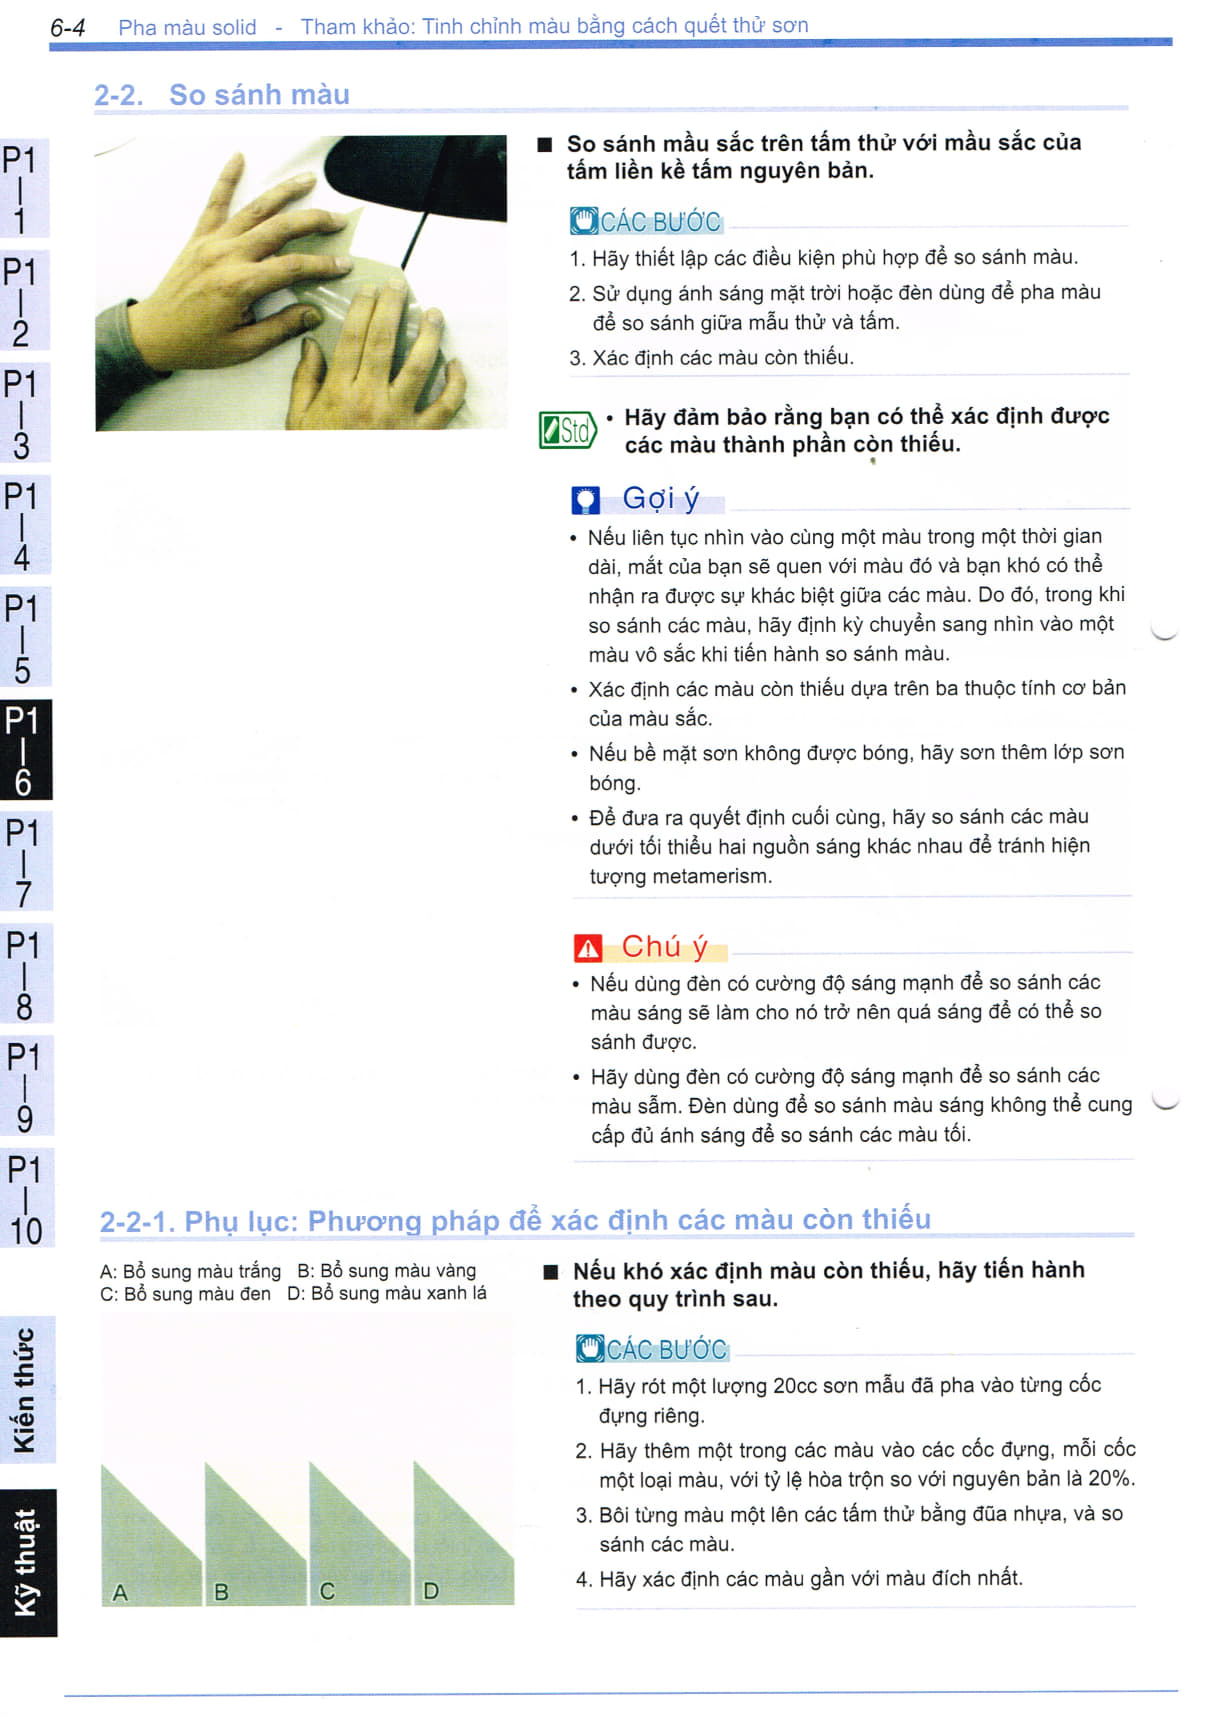 6-4 Pha màu solid - Tham khảo: Tinh chỉnh màu bằng cách quết thử sơn
2-2. So sánh màu
P1
1
P1
2
P1
3
P1
4
P1
5
P1
6
P1
7
P1
8
P1
9
P1
10
Kiến thức
Kỹ thuật
■ So sánh mầu sắc trên tấm thử với mầu sắc của
tấm liền kề tấm nguyên bản.
CÁC BƯỚC
1. Hãy thiết lập các điều kiện phù hợp để so sánh màu.
2. Sử dụng ánh sáng mặt trời hoặc đèn dùng để pha màu
để so sánh giữa mẫu thử và tấm.
3. Xác định các màu còn thiếu.
Std
• Hãy đảm bảo rằng bạn có thể xác định được
các màu thành phần còn thiếu.
Gợi ý
• Nếu liên tục nhìn vào cùng một màu trong một thời gian
dài, mắt của bạn sẽ quen với màu đó và bạn khó có thể
nhận ra được sự khác biệt giữa các màu. Do đó, trong khi
so sánh các màu, hãy định kỳ chuyển sang nhìn vào một
màu vô sắc khi tiến hành so sánh màu.
• Xác định các màu còn thiếu dựa trên ba thuộc tính cơ bản
của màu sắc.
• Nếu bề mặt sơn không được bóng, hãy sơn thêm lớp sơn
bóng.
• Để đưa ra quyết định cuối cùng, hãy so sánh các màu
dưới tối thiểu hai nguồn sáng khác nhau để tránh hiện
tượng metamerism.
Chú ý
• Nếu dùng đèn có cường độ sáng mạnh để so sánh các
màu sáng sẽ làm cho nó trở nên quá sáng để có thể so
sánh được.
• Hãy dùng đèn có cường độ sáng mạnh để so sánh các
màu sẫm. Đèn dùng để so sánh màu sáng không thể cung
cấp đủ ánh sáng để so sánh các màu tối.
2-2-1. Phụ lục: Phương pháp để xác định các màu còn thiếu
A: Bổ sung màu trắng B: Bổ sung màu vàng
C: Bổ sung màu đen D: Bổ sung màu xanh lá
A B C D
■ Nếu khó xác định màu còn thiếu, hãy tiến hành
theo quy trình sau.
CÁC BƯỚC
1. Hãy rót một lượng 20cc sơn mẫu đã pha vào từng cốc
đựng riêng.
2. Hãy thêm một trong các màu vào các cốc đựng, mỗi cốc
một loại màu, với tỷ lệ hòa trộn so với nguyên bản là 20%.
3. Bôi từng màu một lên các tấm thử bằng đũa nhựa, và so
sánh các màu.
4. Hãy xác định các màu gần với màu đích nhất.